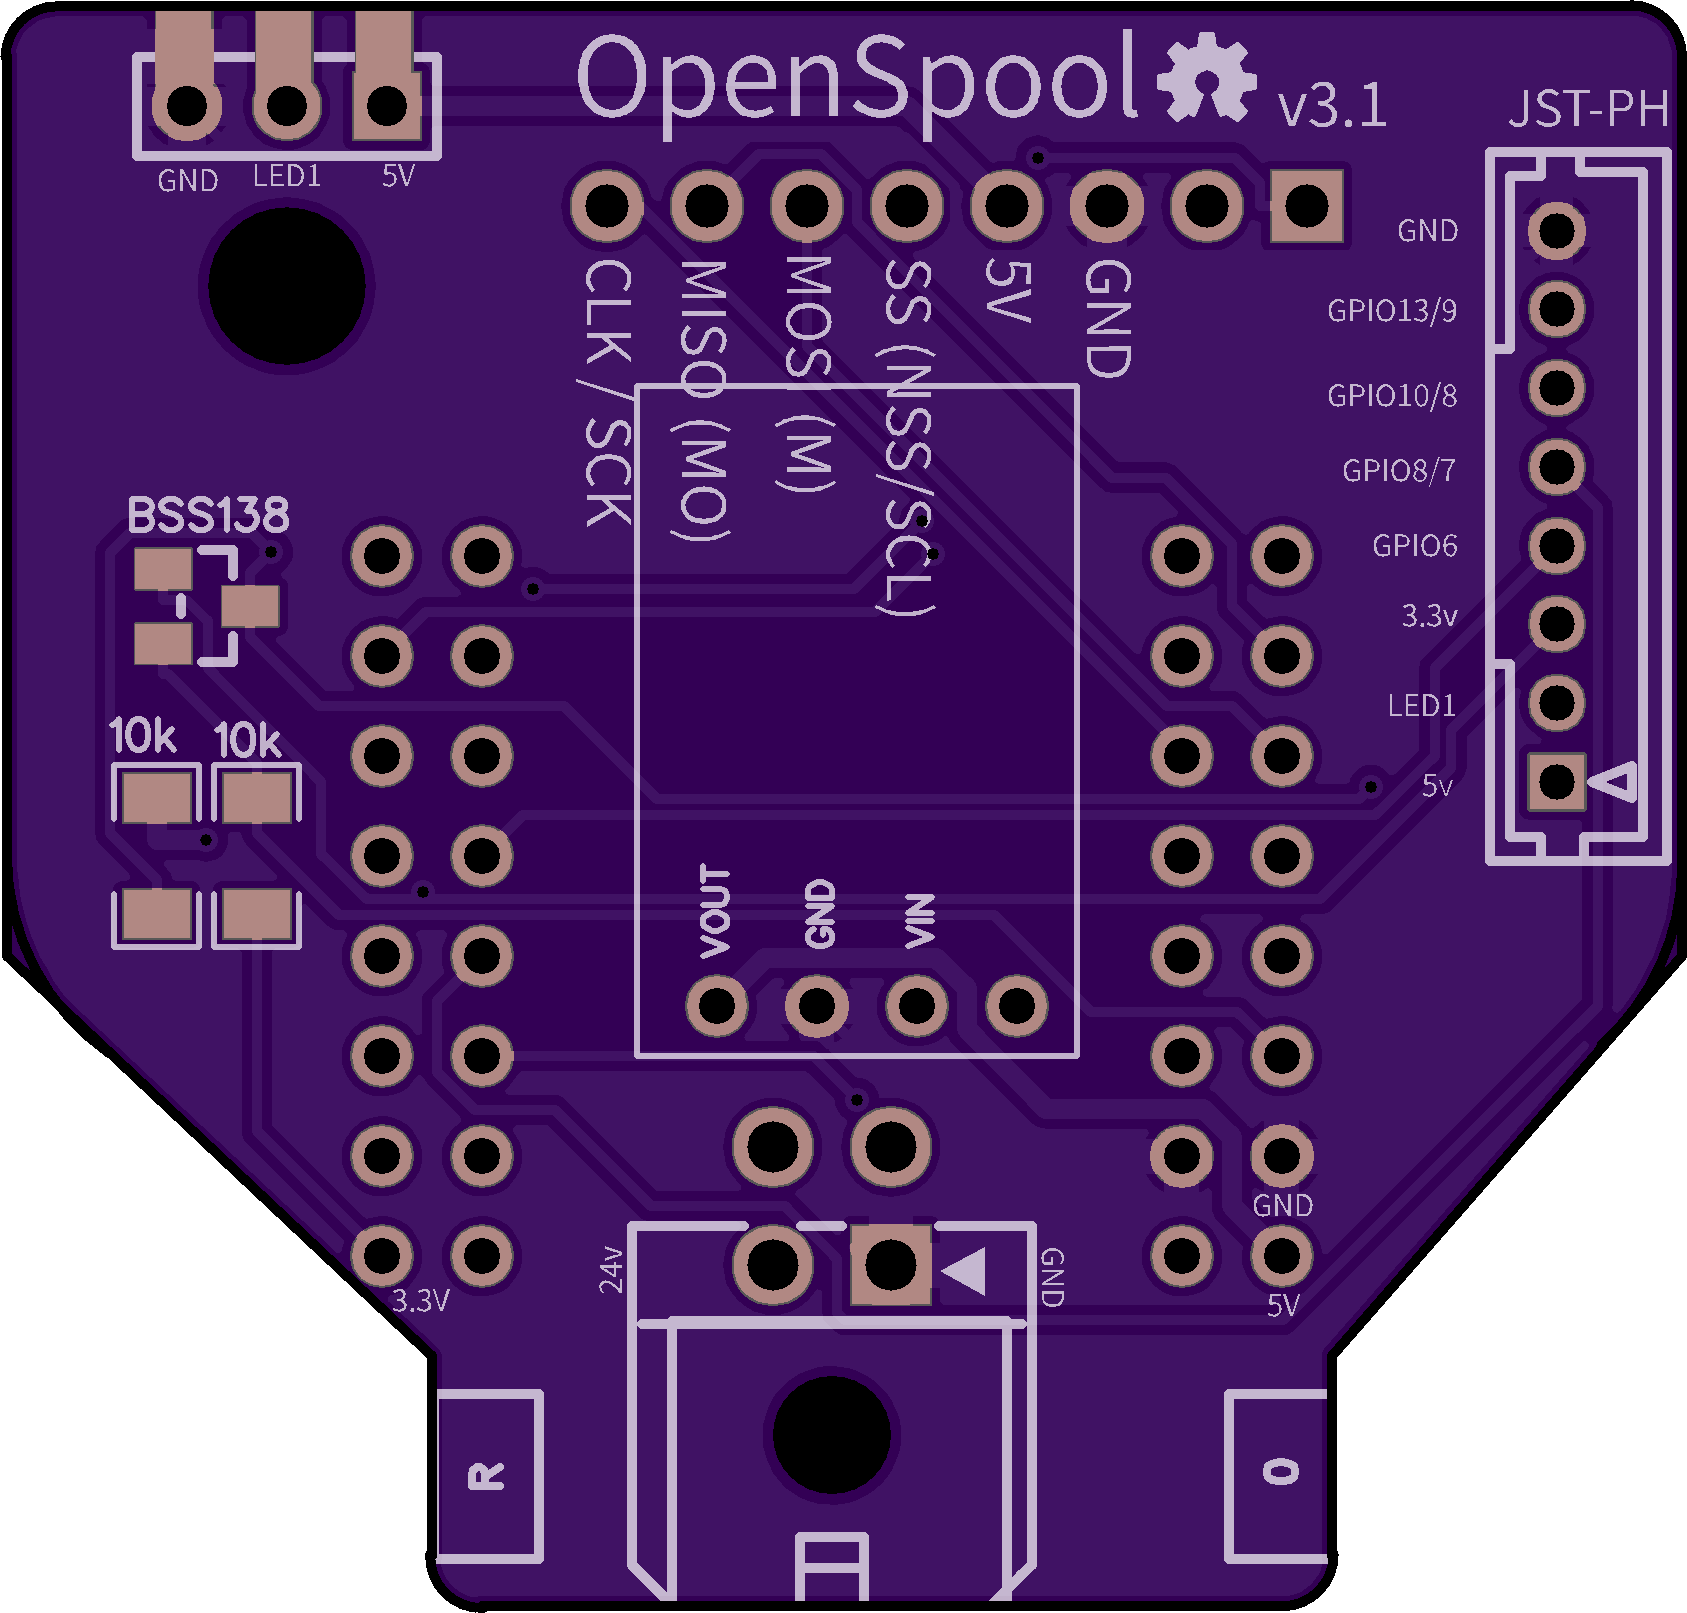 OpenSpool v3.1
JST-PH
GND LED1 5V
CLK / SCK
MISO (MO)
MOSI (M)
SS (NSS/SCL)
5V
GND
GND
GPIO13/9
GPIO10/8
GPIO8/7
GPIO6
3.3v
LED1
5v
BSS138
10k 10k
VOUT GND VIN
24v
GND
GND
3.3V
5V
R
O